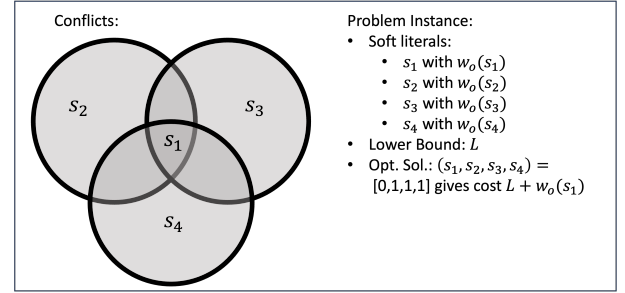 Conflicts:
s₂
s₃
s₁
s₄
Problem Instance:
• Soft literals:
• s₁ with wₒ(s₁)
• s₂ with wₒ(s₂)
• s₃ with wₒ(s₃)
• s₄ with wₒ(s₄)
• Lower Bound: L
• Opt. Sol.: (s₁, s₂, s₃, s₄) =
[0,1,1,1] gives cost L + wₒ(s₁)